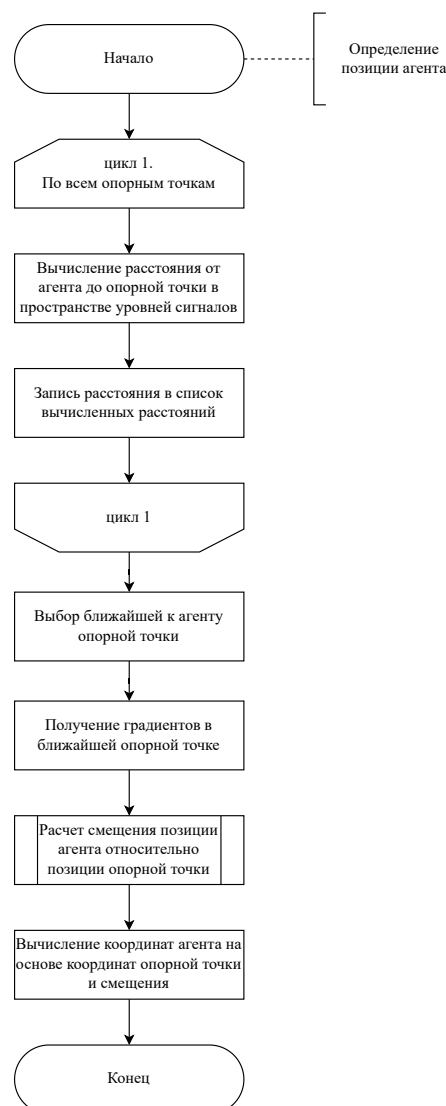 Начало
Определение
позиции агента
цикл 1.
По всем опорным точкам
Вычисление расстояния от
агента до опорной точки в
пространстве уровней сигналов
Запись расстояния в список
вычисленных расстояний
цикл 1
Выбор ближайшей к агенту
опорной точки
Получение градиентов в
ближайшей опорной точке
Расчет смещения позиции
агента относительно
позиции опорной точки
Вычисление координат агента на
основе координат опорной точки
и смещения
Конец